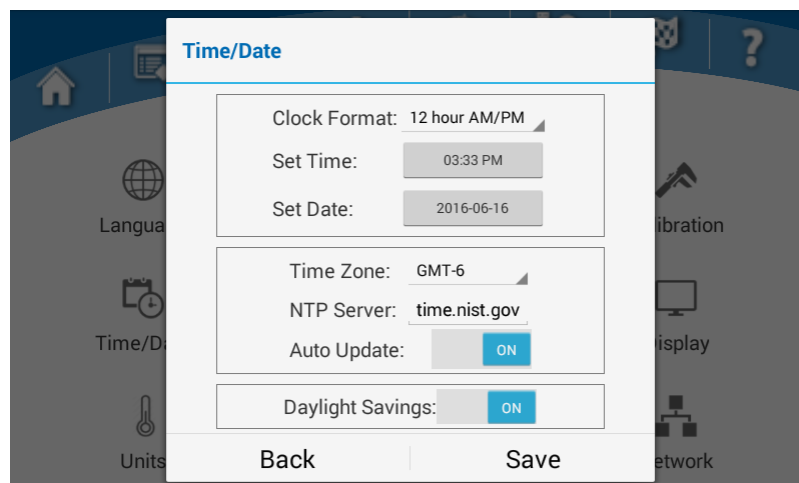 ?
Time/Date
Clock Format: 12 hour AM/PM
Set Time: 03:33 PM
Set Date: 2016-06-16
Time Zone: GMT-6
NTP Server: time.nist.gov
Auto Update: ON
Daylight Savings: ON
Back Save
Langua
libration
Time/Da
isplay
Units
etwork